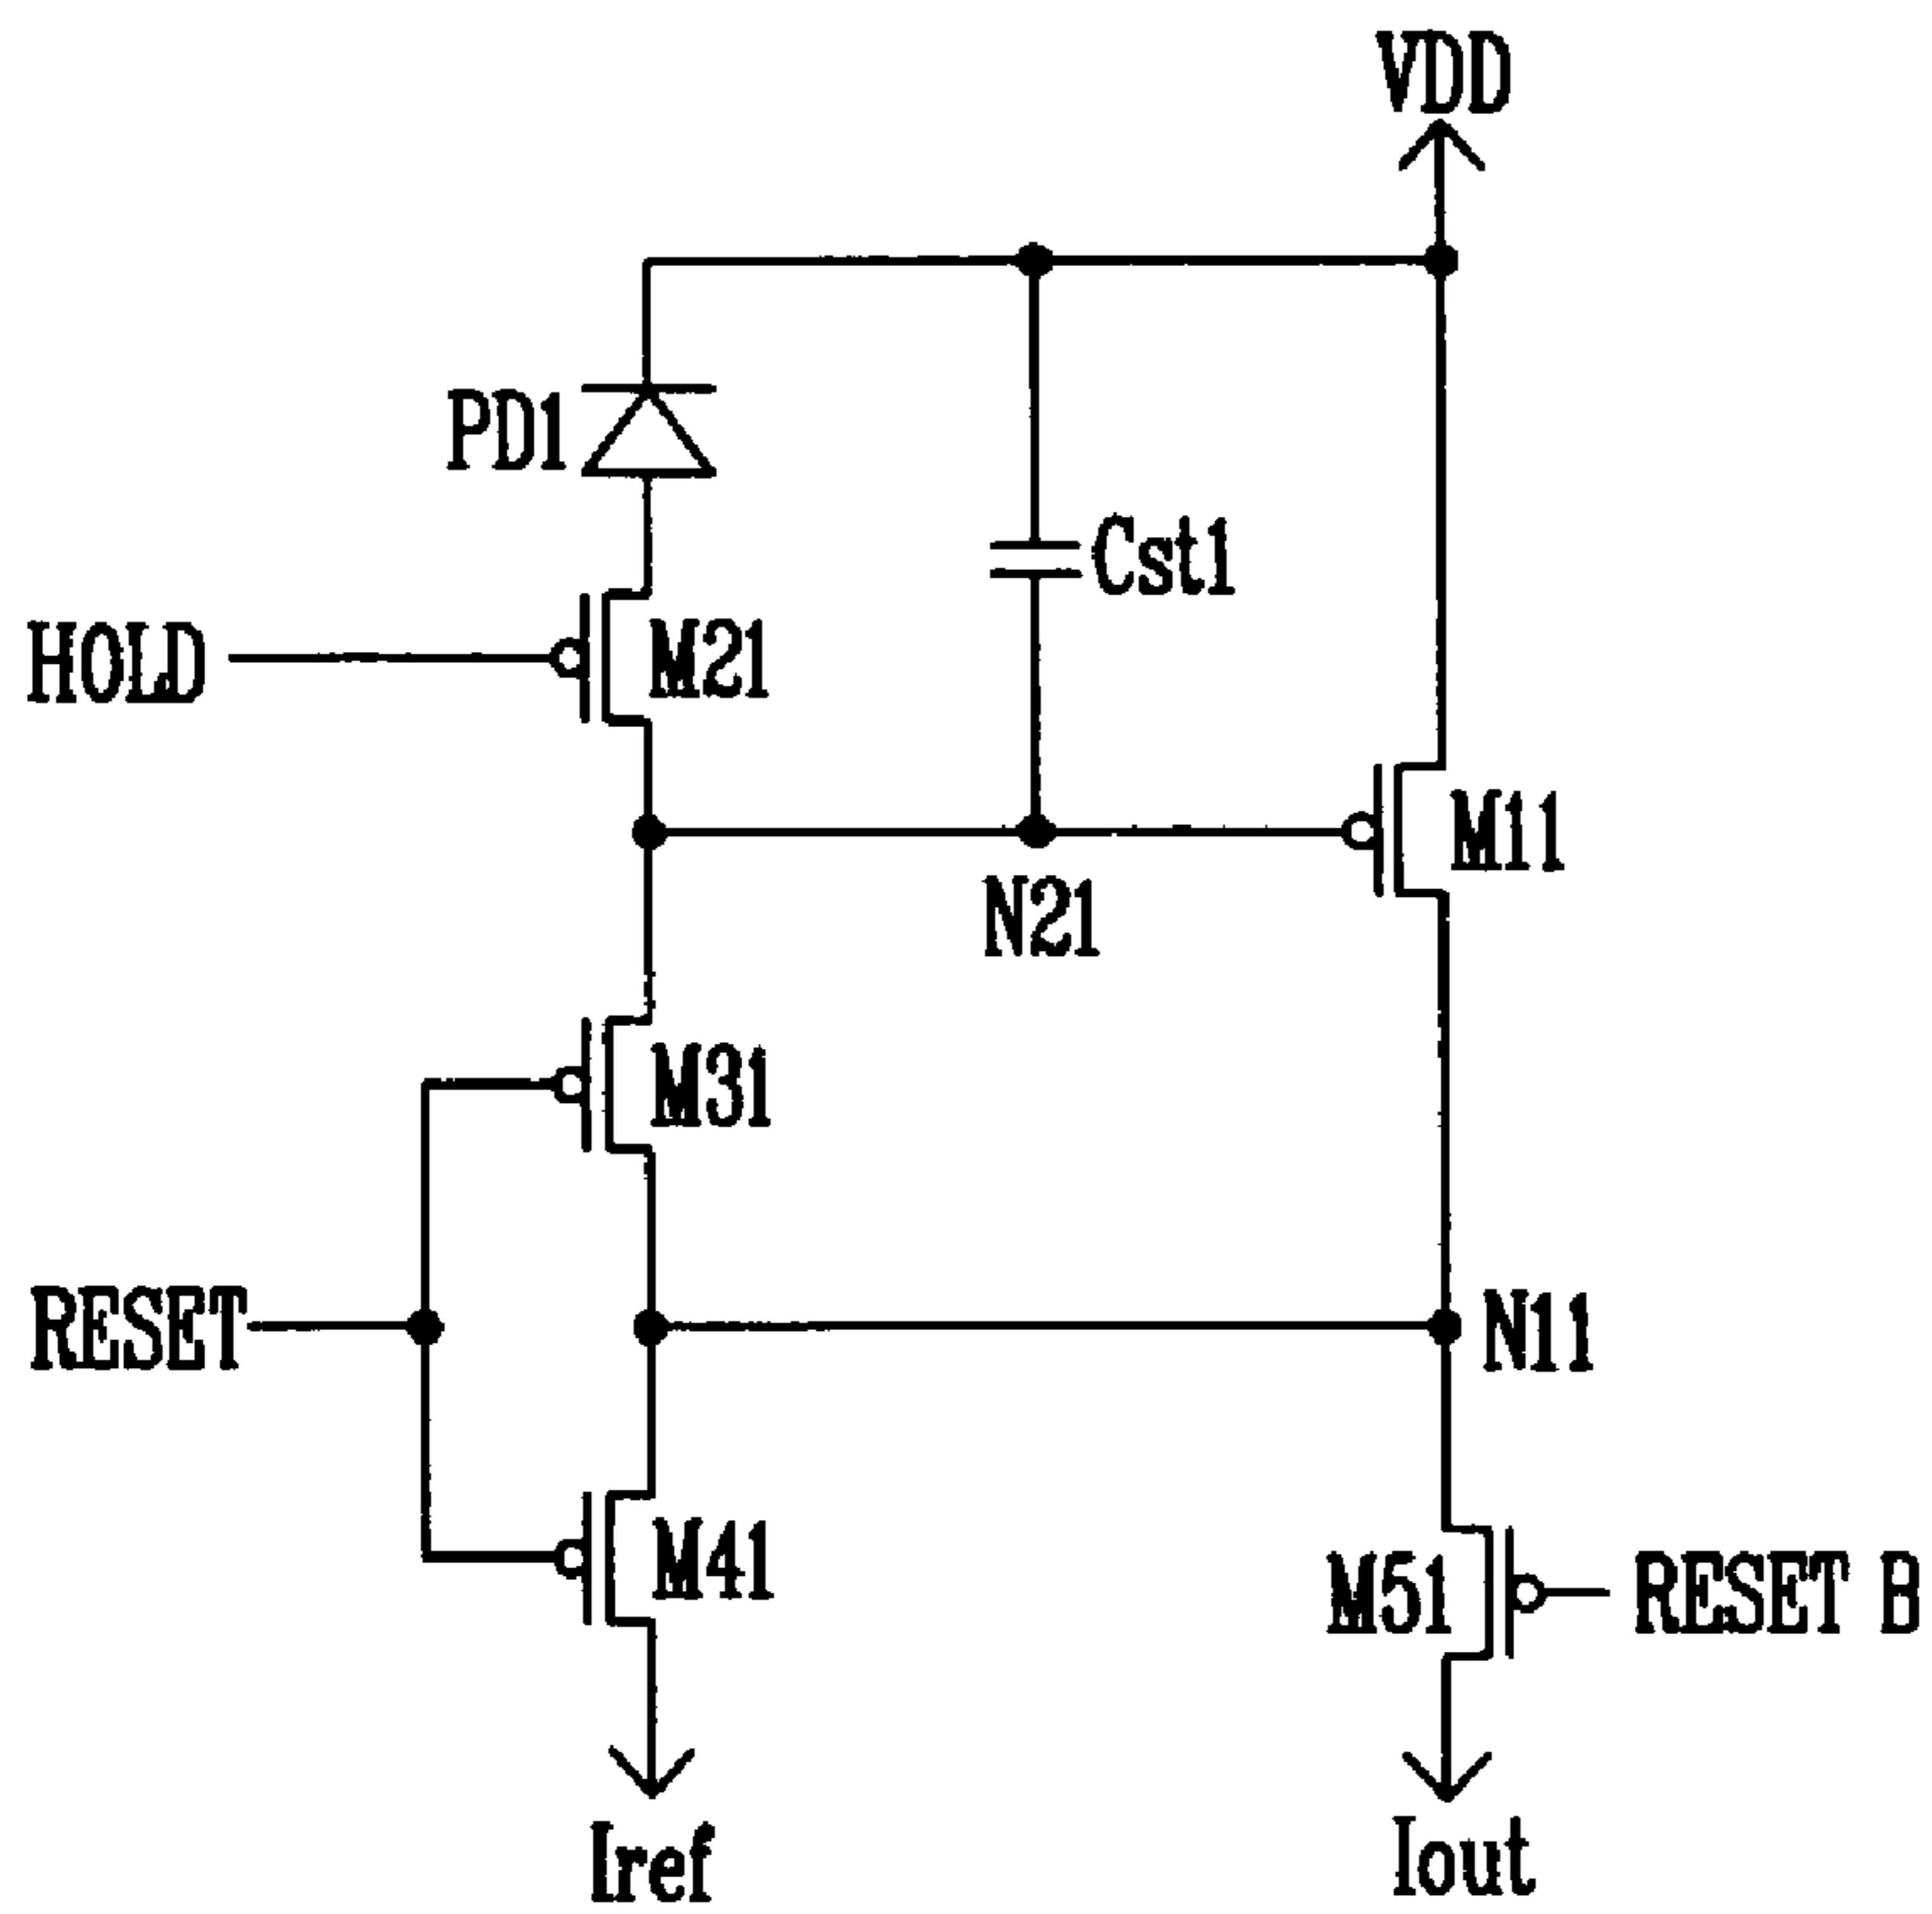 VDD
PD1
Cst1
HOLD
M21
M11
N21
M31
RESET
N11
M41
M51
RESET B
Iref
Iout